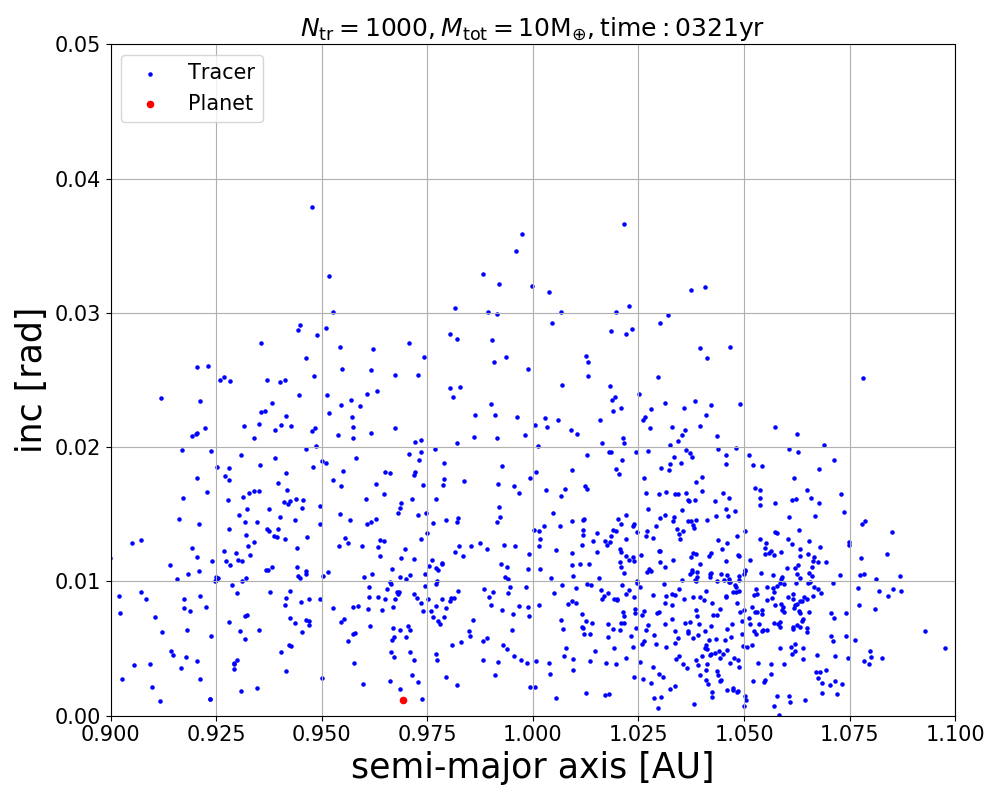 N_tr = 1000, M_tot = 10M_⊕, time : 0321yr
0.05
Tracer
Planet
0.04
0.03
inc [rad]
0.02
0.01
0.00
0.900 0.925 0.950 0.975 1.000 1.025 1.050 1.075 1.100
semi-major axis [AU]